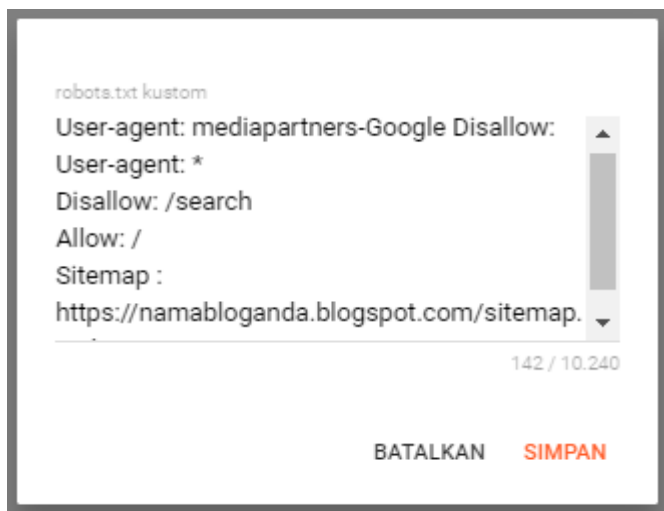 robots.txt kustom
User-agent: mediapartners-Google Disallow:
User-agent: *
Disallow: /search
Allow: /
Sitemap :
https://namabloganda.blogspot.com/sitemap.
142 / 10.240
BATALKAN SIMPAN